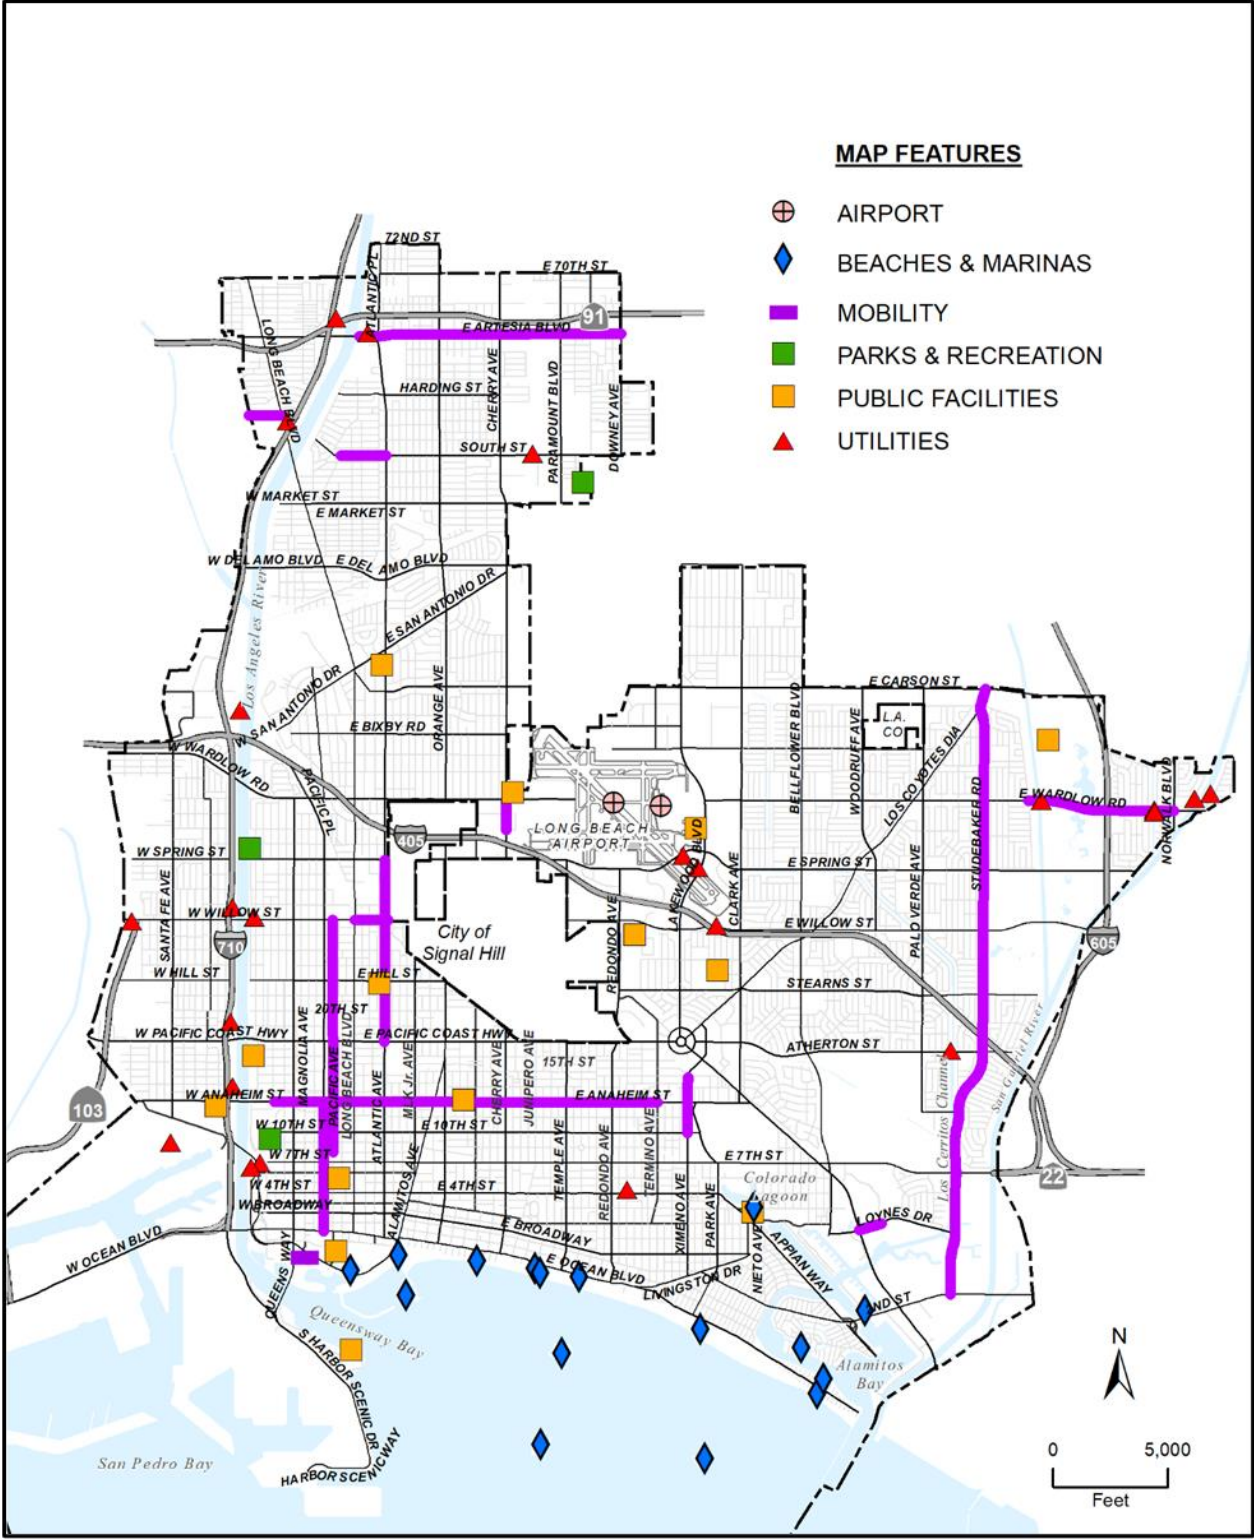 MAP FEATURES
AIRPORT
BEACHES & MARINAS
MOBILITY
PARKS & RECREATION
PUBLIC FACILITIES
UTILITIES
72ND ST
ATLANTIC PL
E 70TH ST
91
E ARTESIA BLVD
LONG BEACH BLVD
CHERRY AVE
HARDING ST
PARAMOUNT BLVD
DOWNEY AVE
SOUTH ST
W MARKET ST
E MARKET ST
W DEL AMO BLVD
E DEL AMO BLVD
Los Angeles River
E SAN ANTONIO DR
W SAN ANTONIO DR
ORANGE AVE
E BIXBY RD
W WARDLOW RD
PACIFIC PL
405
E CARSON ST
L.A.
CO
BELLFLOWER BLVD
WOODRUFF AVE
LOS COYOTES DIA
STUDEBAKER RD
E WARDLOW RD
NORWALK BLVD
LONG BEACH
AIRPORT
LAKEWOOD BLVD
CLARK AVE
W SPRING ST
E SPRING ST
SANTA FE AVE
W WILLOW ST
E WILLOW ST
710
City of
Signal Hill
REDONDO AVE
PALO VERDE AVE
605
W HILL ST
E HILL ST
STEARNS ST
20TH ST
MAGNOLIA AVE
W PACIFIC COAST HWY
E PACIFIC COAST HWY
PACIFIC AVE
LONG BEACH BLVD
ATLANTIC AVE
MLK Jr. AVE
CHERRY AVE
JUNIPERO AVE
15TH ST
ATHERTON ST
San Gabriel River
Los Cerritos Channel
103
W ANAHEIM ST
E ANAHEIM ST
W 10TH ST
E 10TH ST
W 7TH ST
E 7TH ST
22
W 4TH ST
E 4TH ST
ALAMITOS AVE
TEMPLE AVE
REDONDO AVE
TERMINO AVE
XIMENO AVE
PARK AVE
Colorado
Lagoon
W BROADWAY
E BROADWAY
NIETO AVE
APPIAN WAY
LOYNES DR
W OCEAN BLVD
E OCEAN BLVD
LIVINGSTON DR
QUEENS WAY
Queensway Bay
S HARBOR SCENIC DR
HARBOR SCENIC WAY
San Pedro Bay
Alamitos
Bay
N
0 5,000
Feet